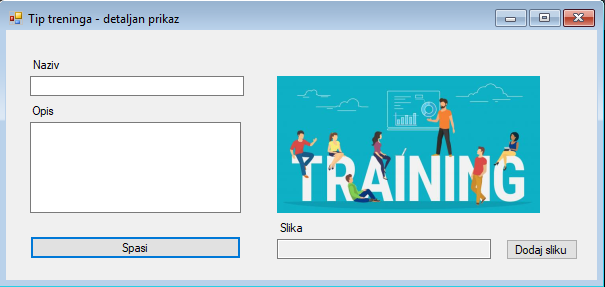 Tip treninga - detaljan prikaz
Naziv
Opis
TRAINING
Slika
Spasi
Dodaj sliku